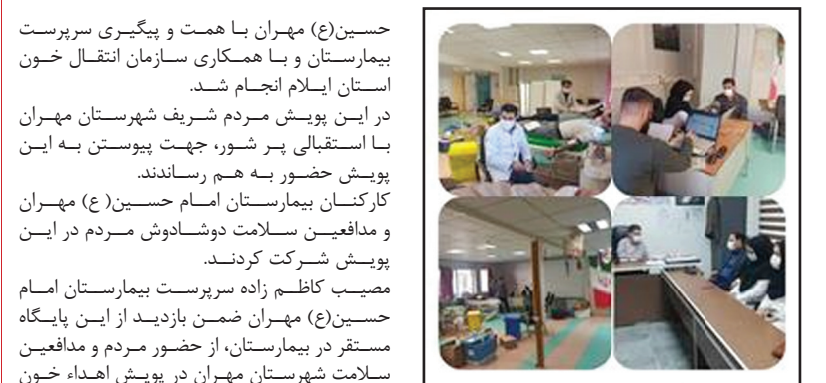 حسین(ع) مهران با همت و پیگیری سرپرست
بیمارستان و با همکاری سازمان انتقال خون
استان ایلام انجام شد.
در این پویش مردم شریف شهرستان مهران
با استقبالی پر شور، جهت پیوستن به این
پویش حضور به هم رساندند.
کارکنان بیمارستان امام حسین( ع) مهران
و مدافعین سلامت دوشادوش مردم در این
پویش شرکت کردند.
مصیب کاظم زاده سرپرست بیمارستان امام
حسین(ع) مهران ضمن بازدید از این پایگاه
مستقر در بیمارستان، از حضور مردم و مدافعین
سلامت شهرستان مهران در پویش اهداء خون